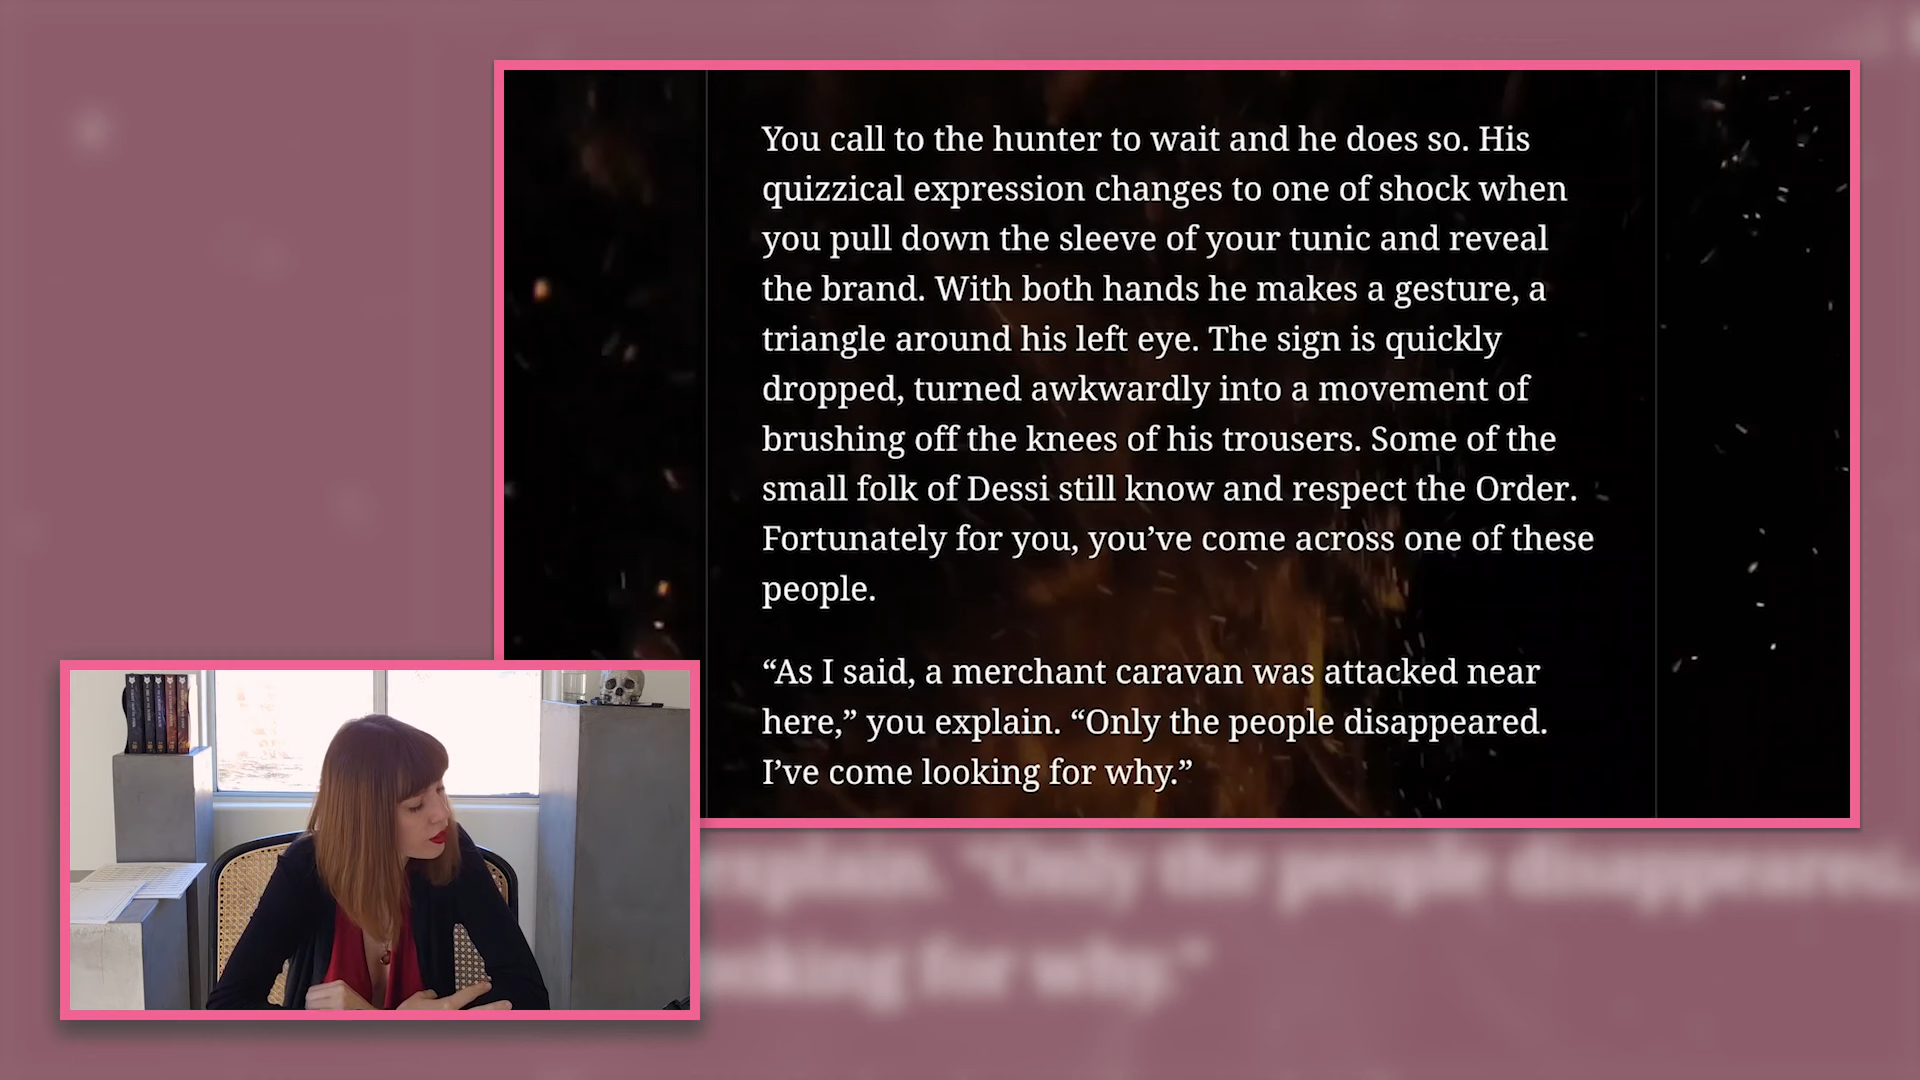 You call to the hunter to wait and he does so. His
quizzical expression changes to one of shock when
you pull down the sleeve of your tunic and reveal
the brand. With both hands he makes a gesture, a
triangle around his left eye. The sign is quickly
dropped, turned awkwardly into a movement of
brushing off the knees of his trousers. Some of the
small folk of Dessi still know and respect the Order.
Fortunately for you, you’ve come across one of these
people.
“As I said, a merchant caravan was attacked near
here,” you explain. “Only the people disappeared.
I’ve come looking for why.”